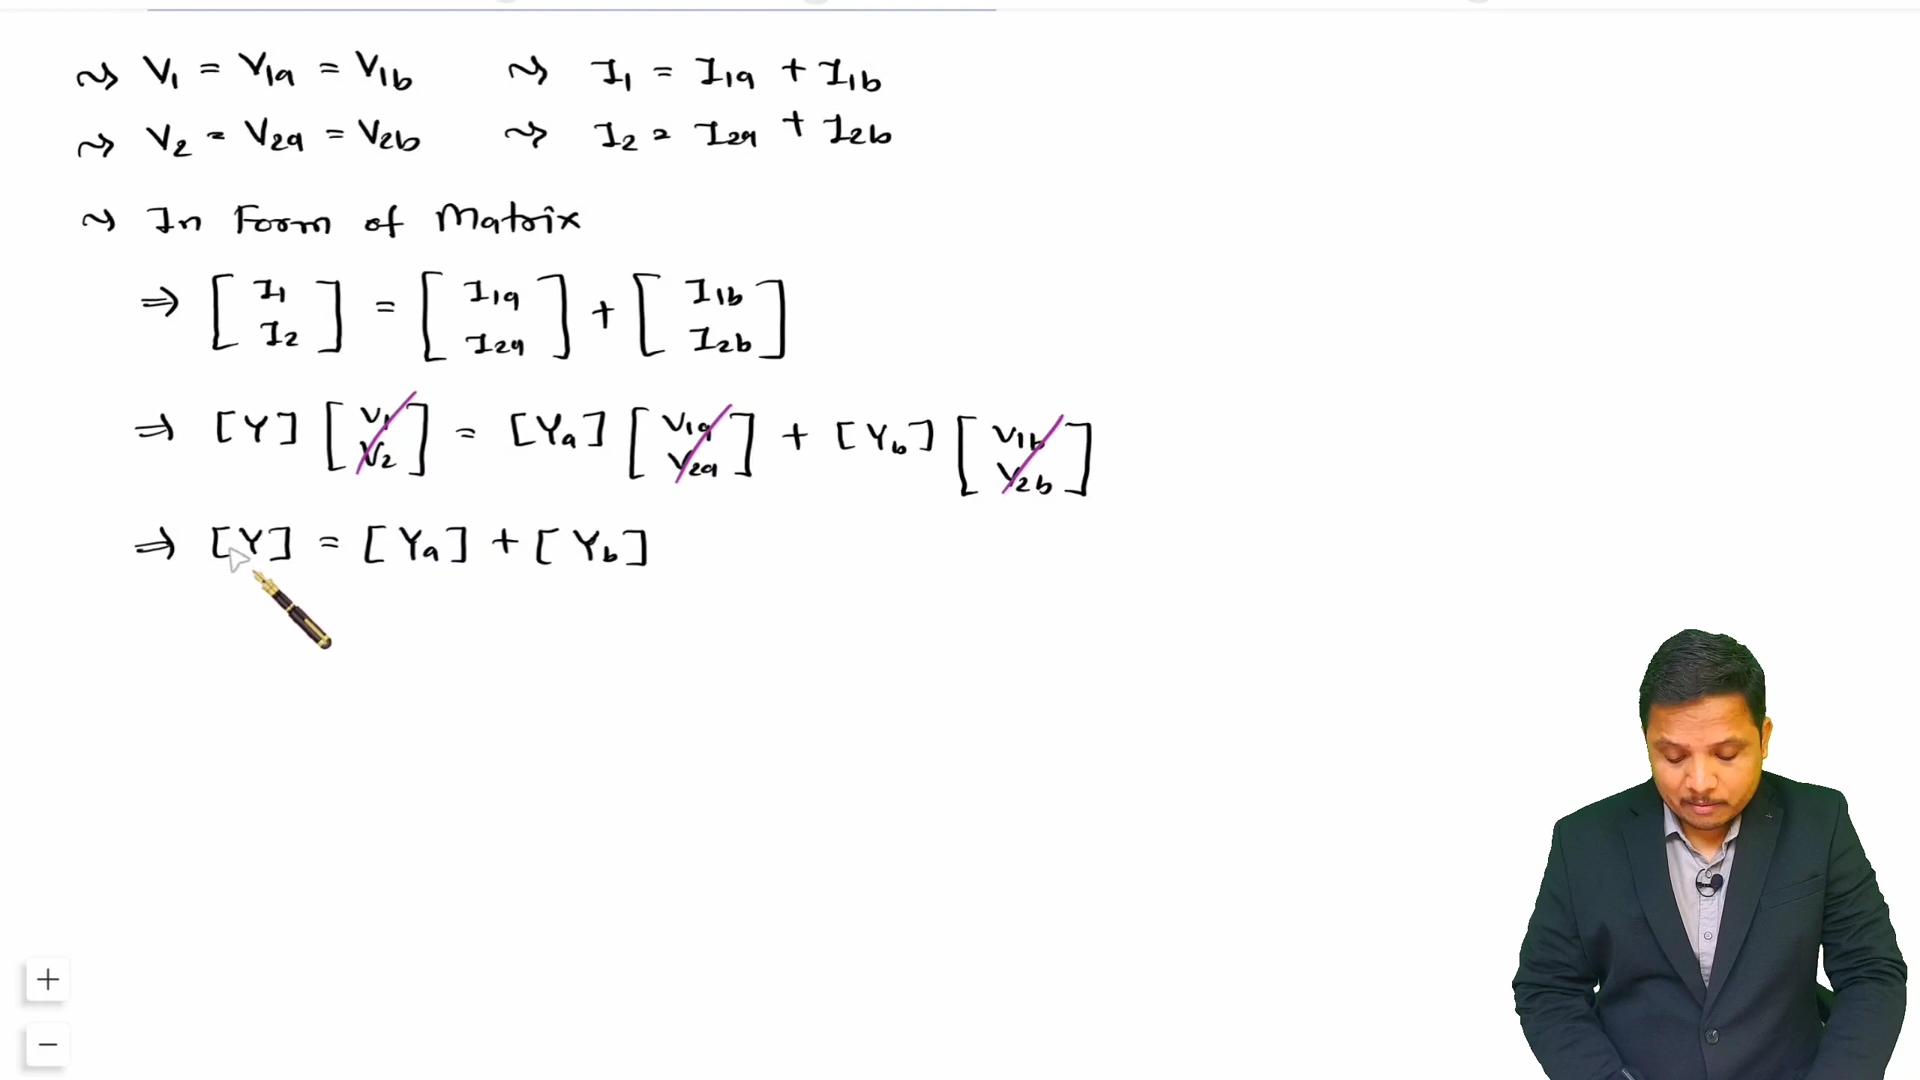 ~> V₁ = V₁a = V₁b ~> I₁ = I₁a + I₁b
~> V₂ = V₂a = V₂b ~> I₂ = I₂a + I₂b
~> In Form of Matrix
⇒ [I₁ I₂] = [I₁a I₂a] + [I₁b I₂b]
⇒ [Y] [V₁ V₂] = [Ya] [V₁a V₂a] + [Yb] [V₁b V₂b]
⇒ [Y] = [Ya] + [Yb]
+
−